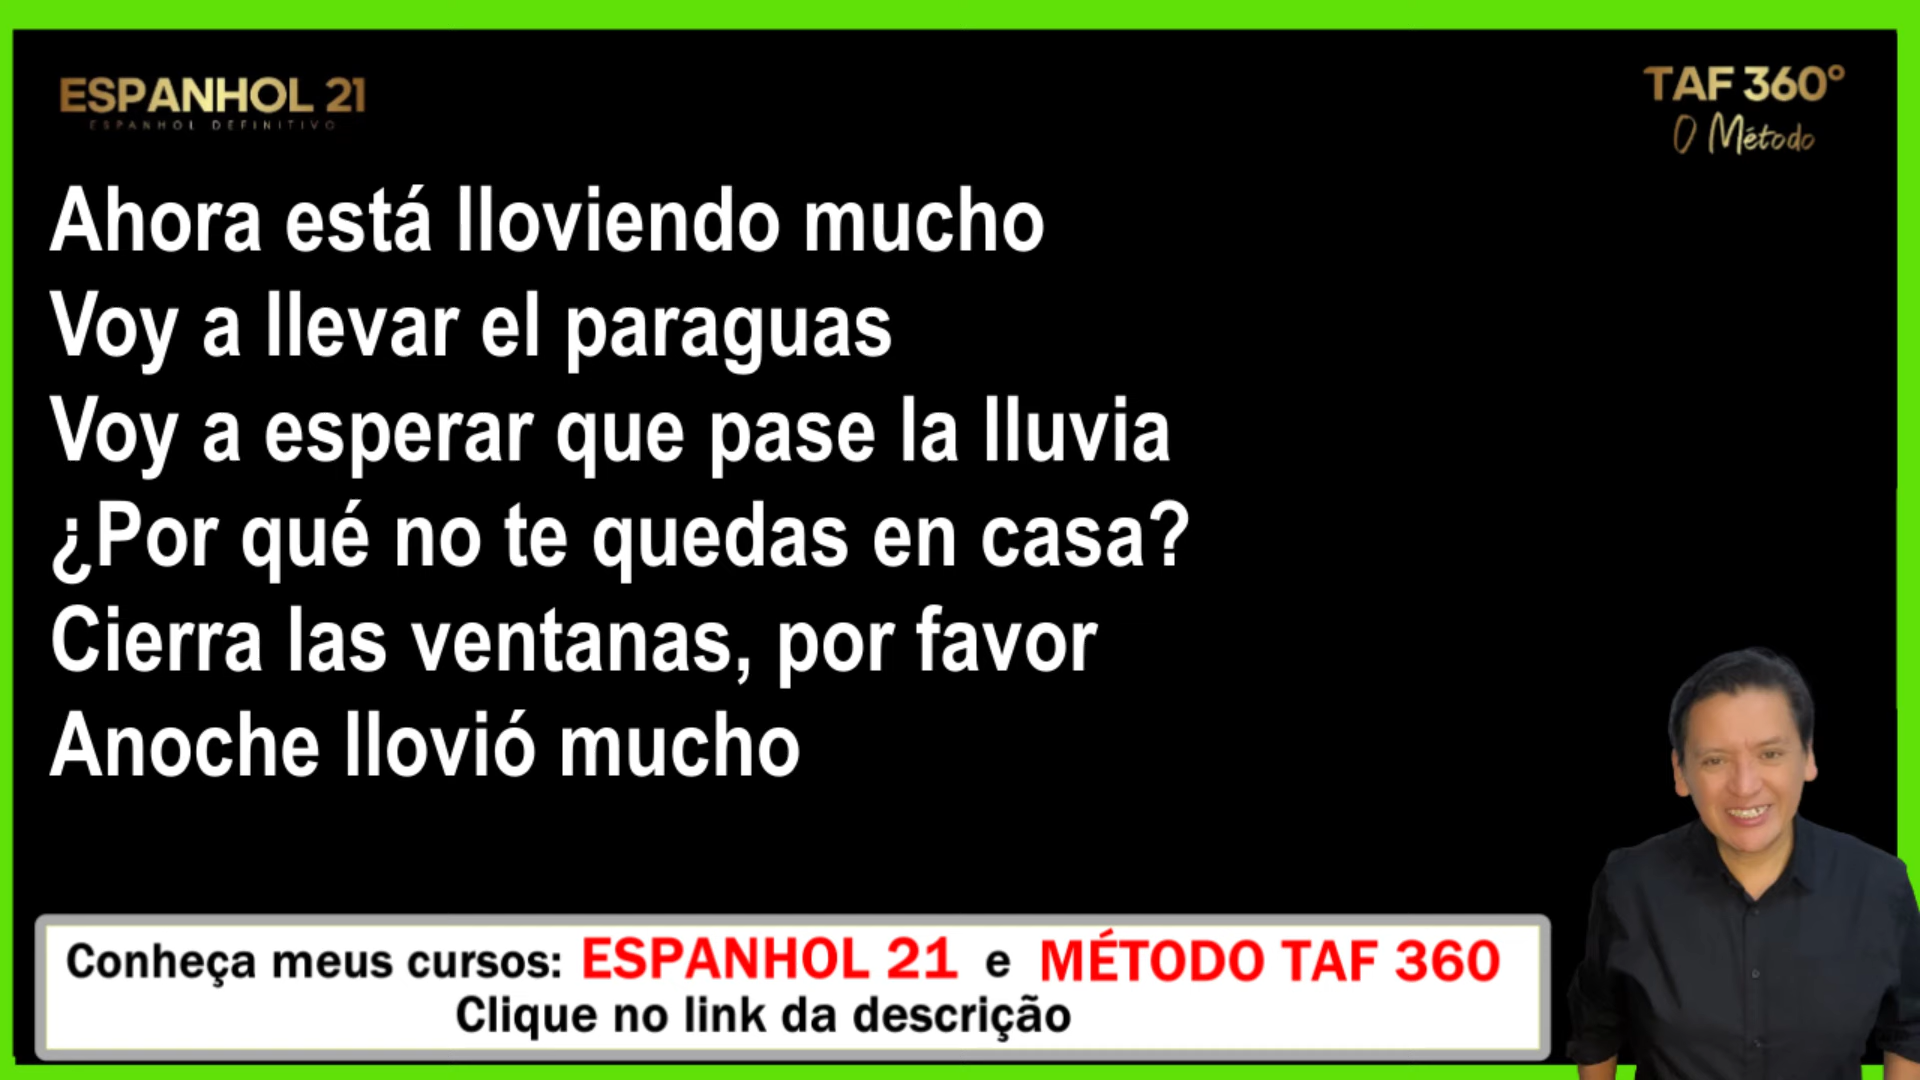 ESPANHOL 21
ESPANHOL DEFINITIVO
TAF 360°
O Método
Ahora está lloviendo mucho
Voy a llevar el paraguas
Voy a esperar que pase la lluvia
¿Por qué no te quedas en casa?
Cierra las ventanas, por favor
Anoche llovió mucho
Conheça meus cursos: ESPANHOL 21 e MÉTODO TAF 360
Clique no link da descrição